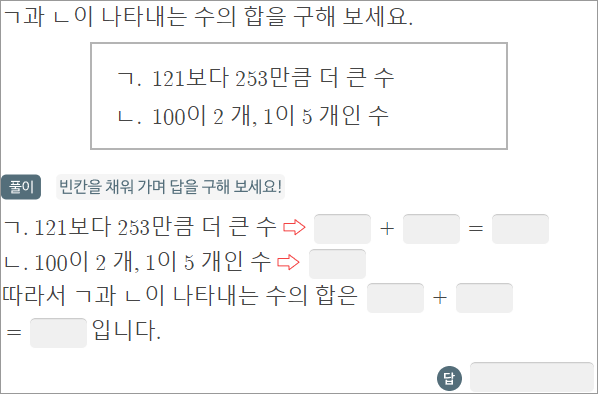 ㄱ과 ㄴ이 나타내는 수의 합을 구해 보세요.
ㄱ. 121보다 253만큼 더 큰 수
ㄴ. 100이 2 개, 1이 5 개인 수
풀이 빈칸을 채워 가며 답을 구해 보세요!
ㄱ. 121보다 253만큼 더 큰 수 ⇨ + =
ㄴ. 100이 2 개, 1이 5 개인 수 ⇨
따라서 ㄱ과 ㄴ이 나타내는 수의 합은 +
= 입니다.
답